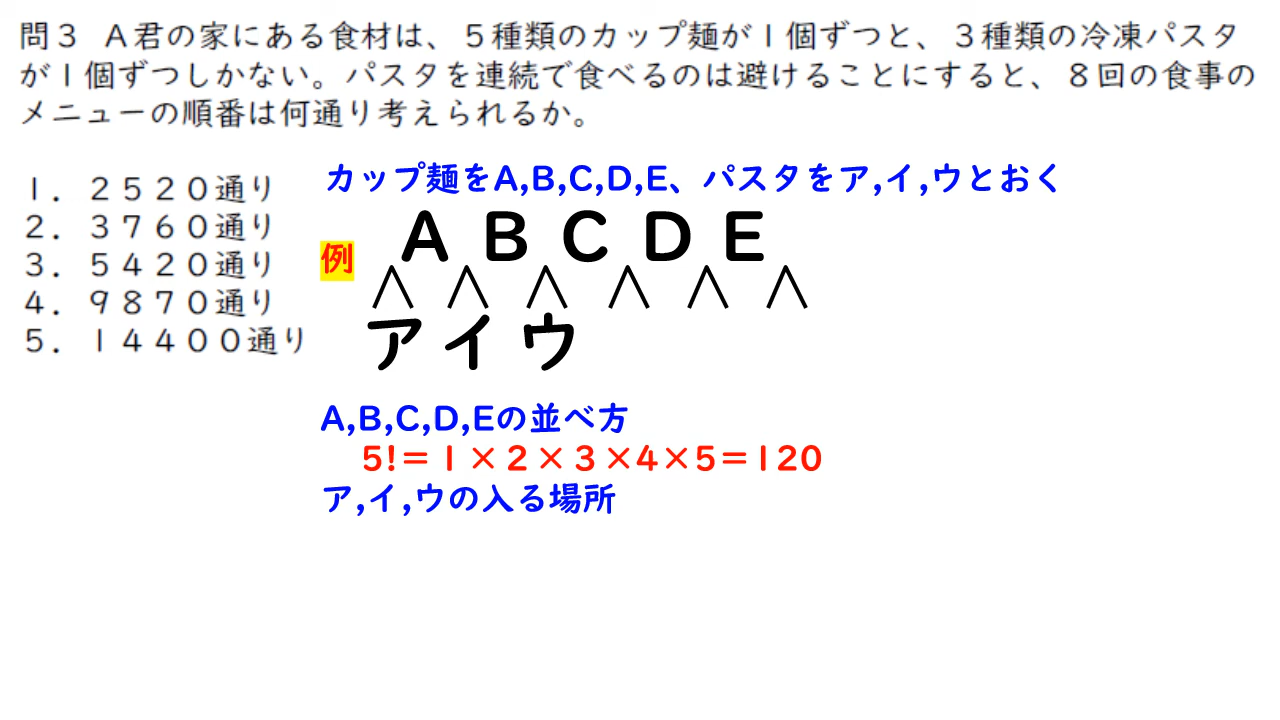 問３ Ａ君の家にある食材は、５種類のカップ麺が１個ずつと、３種類の冷凍パスタ
が１個ずつしかない。パスタを連続で食べるのは避けることにすると、８回の食事の
メニューの順番は何通り考えられるか。
１．２５２０通り
２．３７６０通り
３．５４２０通り
４．９８７０通り
５．１４４００通り
カップ麺をA,B,C,D,E、パスタをア,イ,ウとおく
例
A B C D E
∧ ∧ ∧ ∧ ∧ ∧
ア イ ウ
A,B,C,D,Eの並べ方
5!＝１×２×３×4×5＝120
ア,イ,ウの入る場所